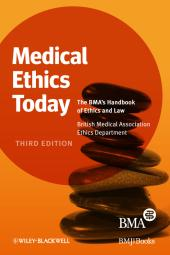 Medical
Ethics
Today
The BMA's Handbook
of Ethics and Law
British Medical Association
Ethics Department
THIRD EDITION
BMA
WILEY-BLACKWELL
BMJ|Books